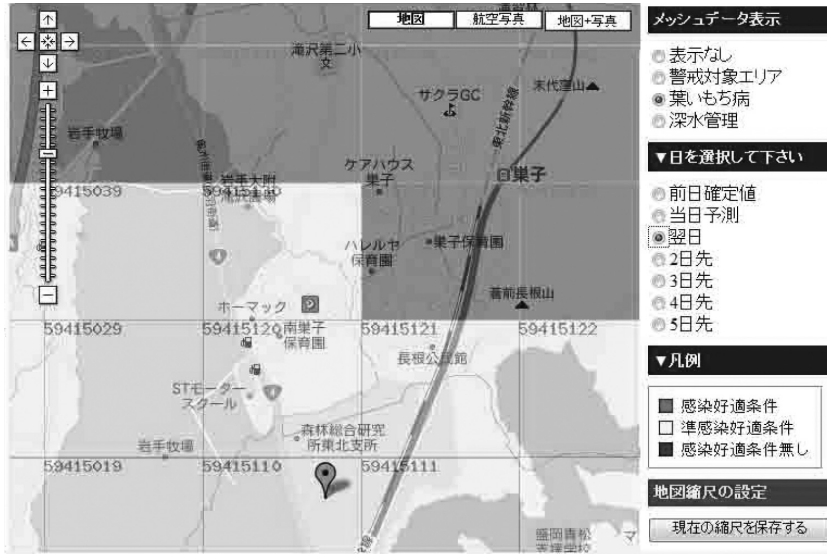 地図
航空写真
地図+写真
滝沢第二小
文
サクラGC
末代窪山
東北新幹線
岩手牧場
ケアハウス
巣子
巣子
59415039
岩手大附
ハレルヤ
保育園
巣子保育園
菖前長根山
4
ホーマック
59415029
59415120
59415121
59415122
南巣子
保育園
長根公民館
STモーター
スクール
4
森林総合研究
所東北支所
岩手牧場
59415019
59415110
59415111
盛岡青松
支援学校
マ
メッシュデータ表示
表示なし
警戒対象エリア
葉いもち病
深水管理
▼日を選択して下さい
前日確定値
当日予測
翌日
2日先
3日先
4日先
5日先
▼凡例
感染好適条件
準感染好適条件
感染好適条件無し
地図縮尺の設定
現在の縮尺を保存する